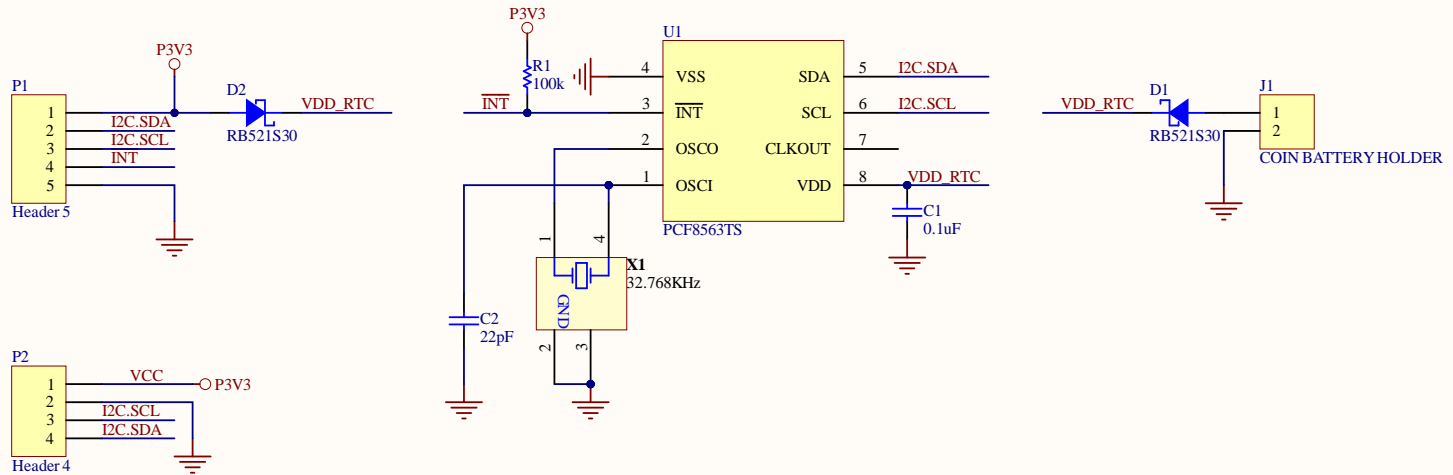 P1
1
2
3
4
5
Header 5
P3V3
I2C.SDA
I2C.SCL
INT
D2
RB521S30
VDD_RTC
P3V3
R1
100k
INT
U1
4 VSS SDA 5 I2C.SDA
3 INT SCL 6 I2C.SCL
2 OSCO CLKOUT 7
1 OSCI VDD 8 VDD_RTC
PCF8563TS
C1
0.1uF
1
4
X1
32.768KHz
GND
2
3
C2
22pF
VDD_RTC
D1
RB521S30
J1
1
2
COIN BATTERY HOLDER
P2
1 VCC P3V3
2
3 I2C.SCL
4 I2C.SDA
Header 4